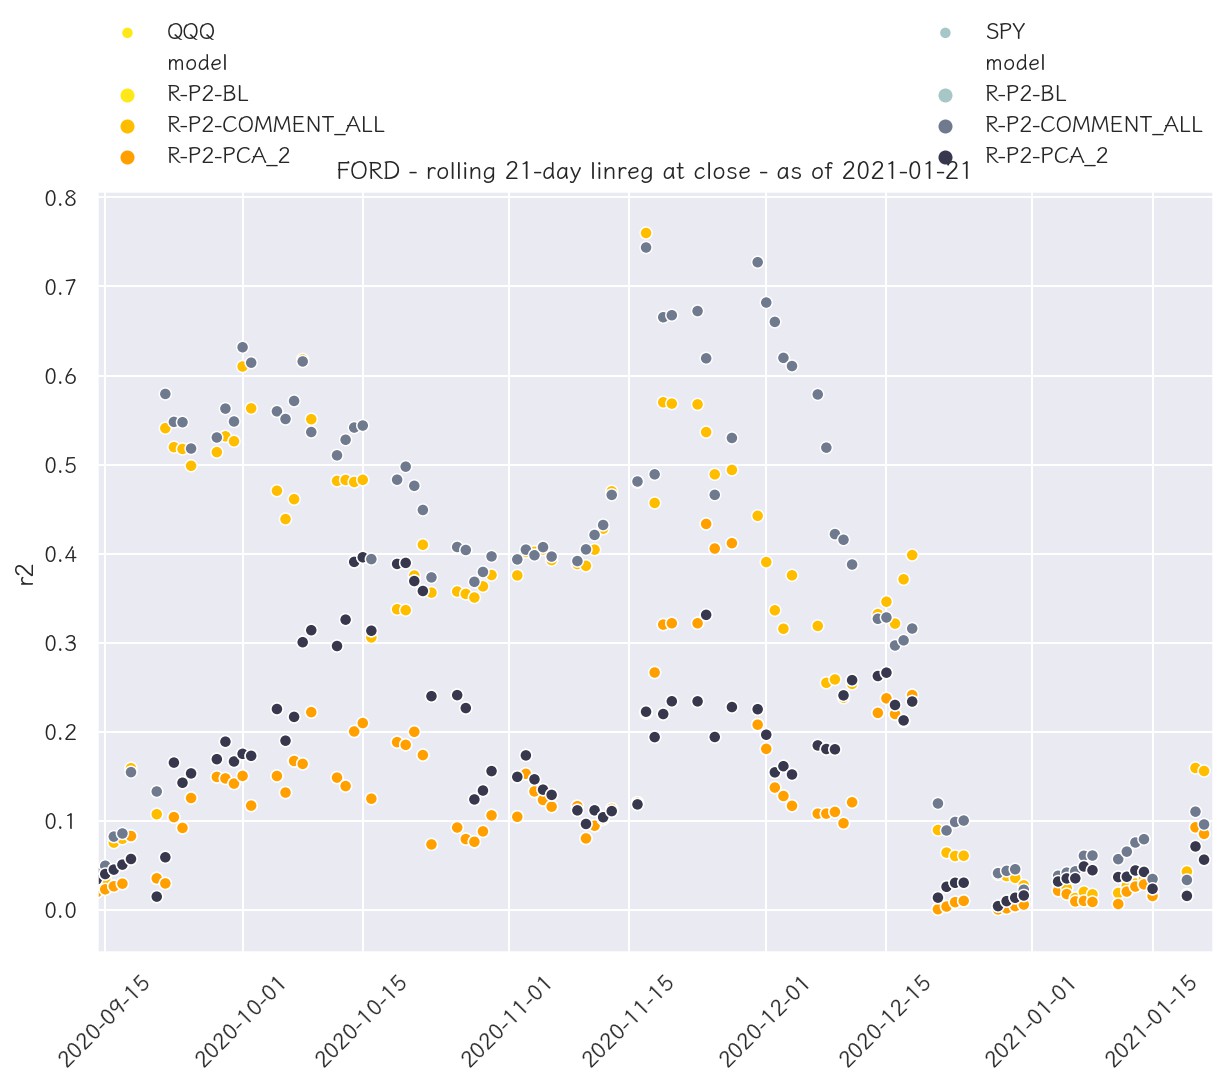 QQQ
model
R-P2-BL
R-P2-COMMENT_ALL
R-P2-PCA_2
SPY
model
R-P2-BL
R-P2-COMMENT_ALL
R-P2-PCA_2
FORD - rolling 21-day linreg at close - as of 2021-01-21
0.8
0.7
0.6
0.5
0.4
0.3
0.2
0.1
0.0
r2
2020-09-15
2020-10-01
2020-10-15
2020-11-01
2020-11-15
2020-12-01
2020-12-15
2021-01-01
2021-01-15